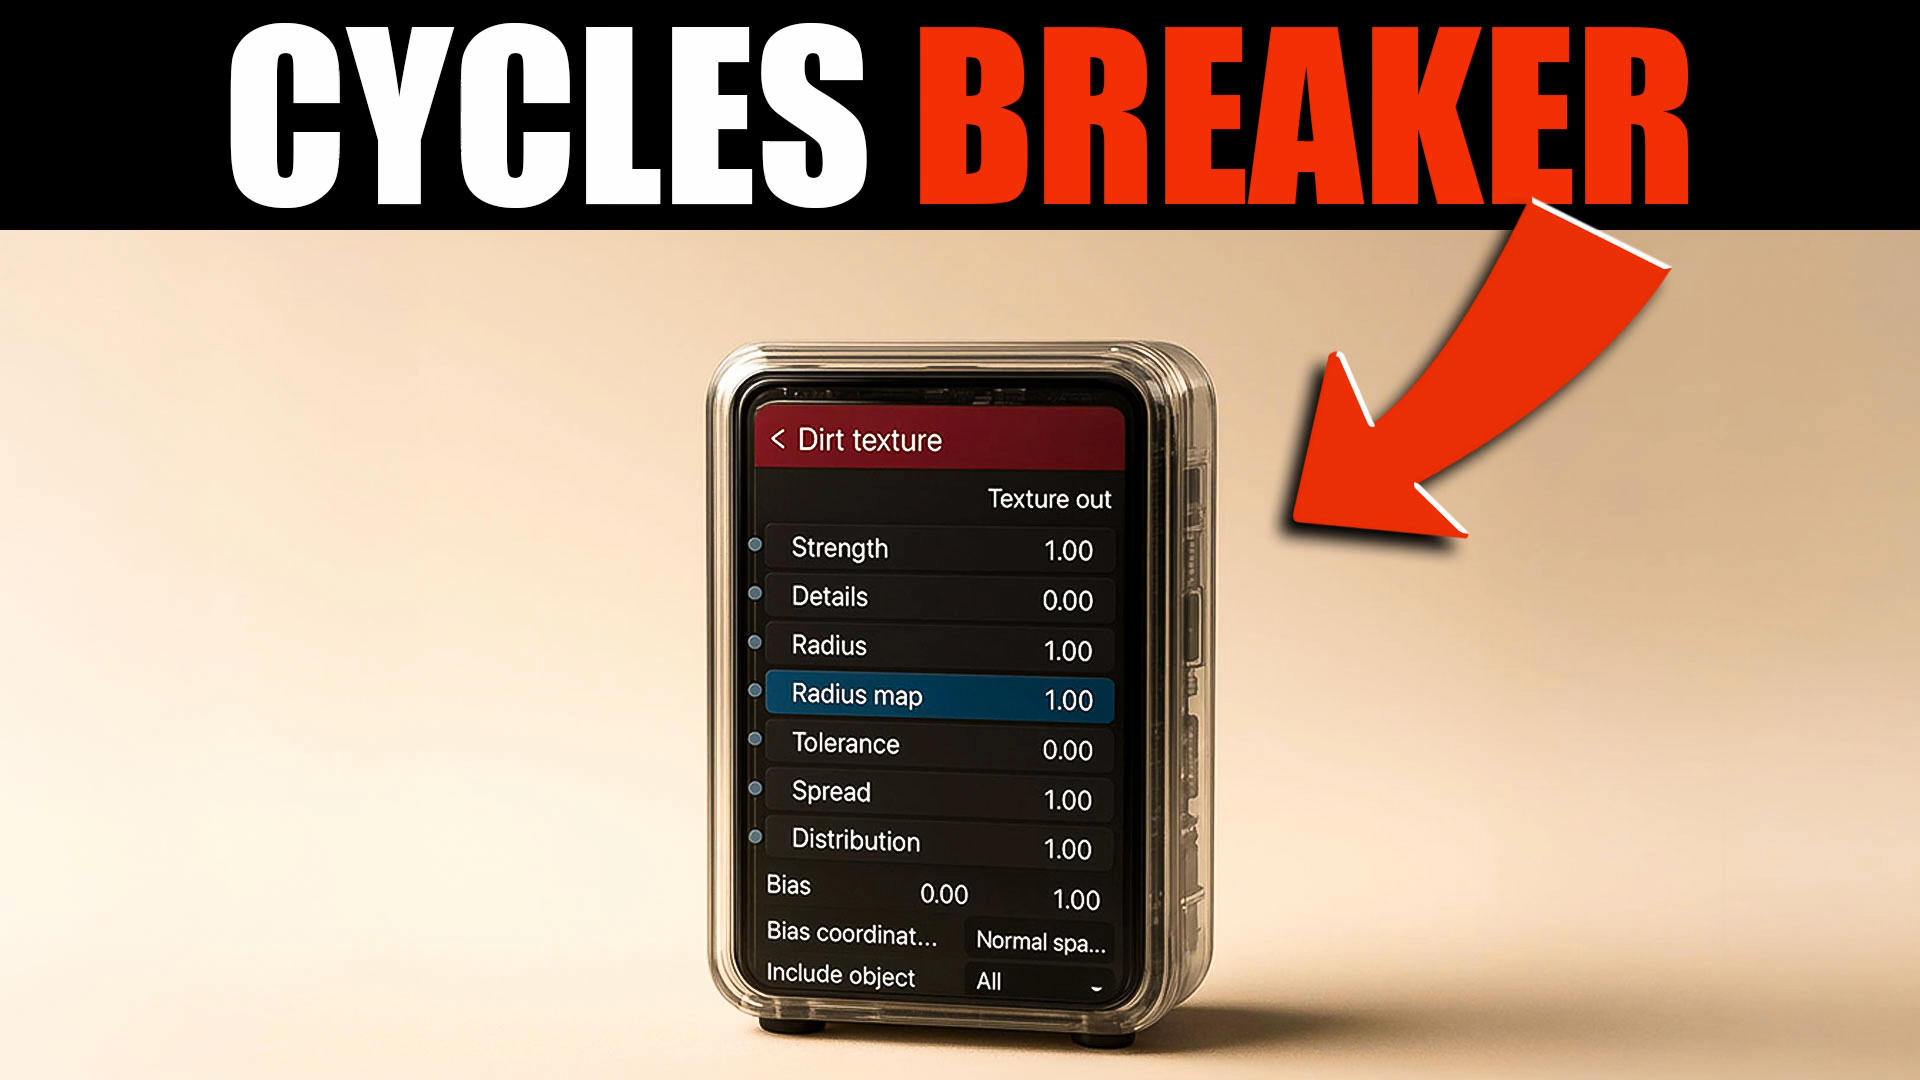 CYCLES BREAKER
< Dirt texture
Texture out
Strength 1.00
Details 0.00
Radius 1.00
Radius map 1.00
Tolerance 0.00
Spread 1.00
Distribution 1.00
Bias 0.00 1.00
Bias coordinat... Normal spa...
Include object All